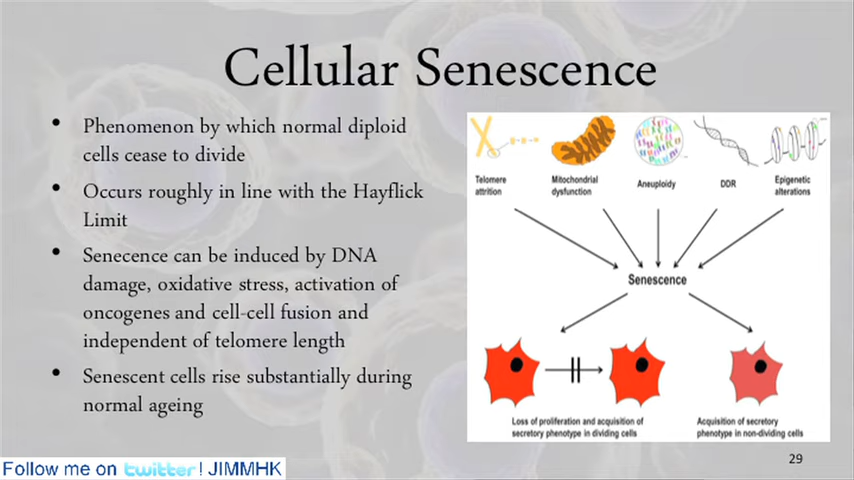 Cellular Senescence
• Phenomenon by which normal diploid
cells cease to divide
• Occurs roughly in line with the Hayflick
Limit
• Senecence can be induced by DNA
damage, oxidative stress, activation of
oncogenes and cell-cell fusion and
independent of telomere length
• Senescent cells rise substantially during
normal ageing
Telomere
attrition
Mitochondrial
dysfunction
Aneuploidy
DDR
Epigenetic
alterations
Senescence
Loss of proliferation and acquisition of
secretory phenotype in dividing cells
Acquisition of secretory
phenotype in non-dividing cells
29
Follow me on twitter! JIMMHK